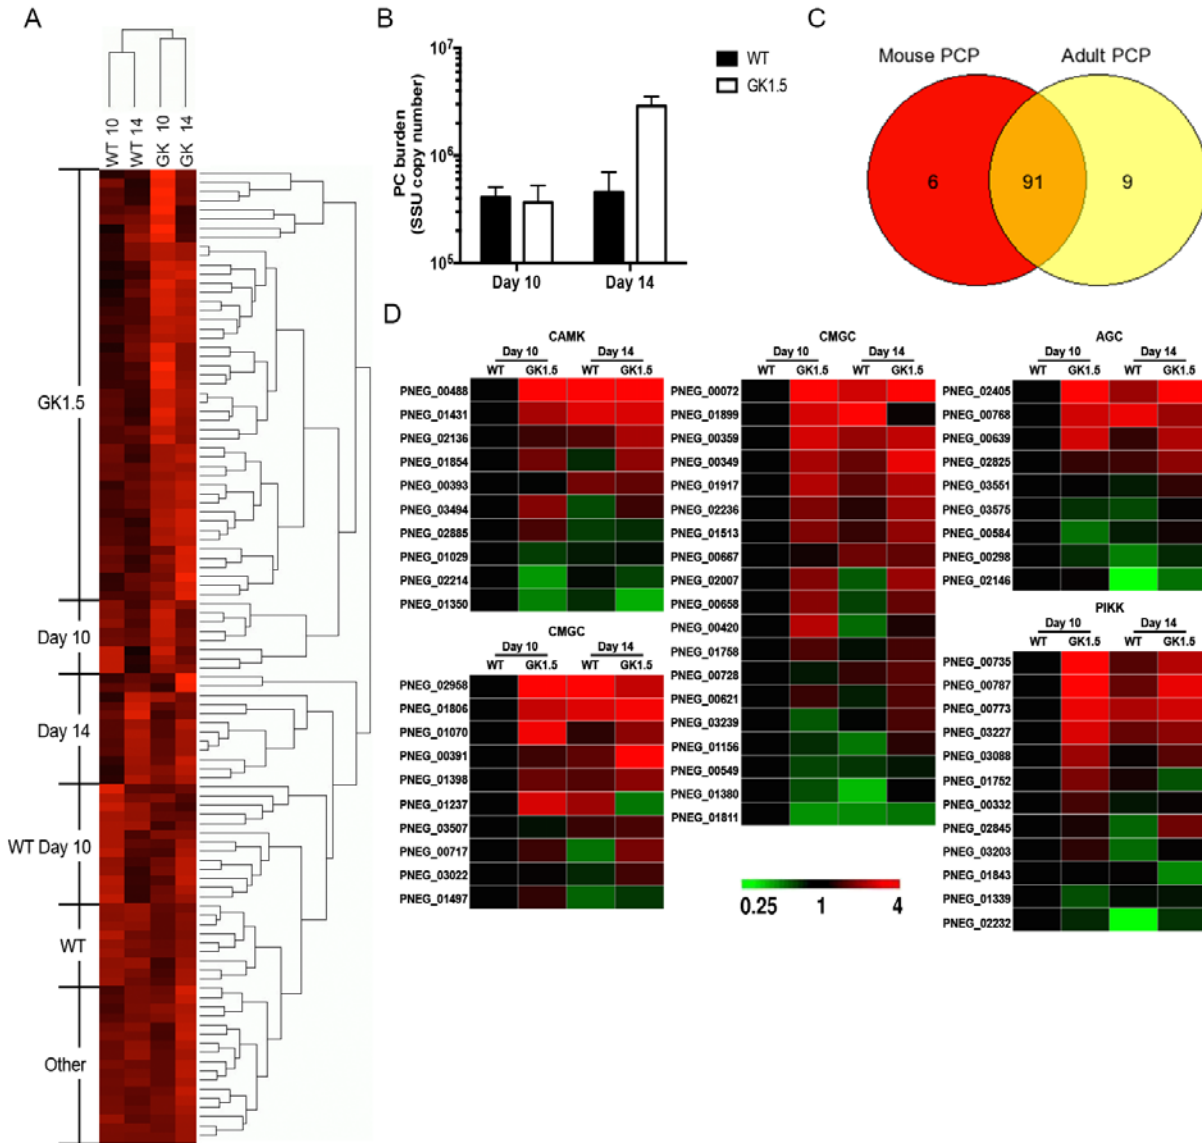 A
WT 10
WT 14
GK 10
GK 14
GK1.5
Day 10
Day 14
WT Day 10
WT
Other
B
PC burden
(SSU copy number)
10⁷
10⁶
10⁵
Day 10
Day 14
WT
GK1.5
C
Mouse PCP
Adult PCP
6
91
9
D
CAMK
Day 10
Day 14
WT
GK1.5
WT
GK1.5
PNEG_00488
PNEG_01431
PNEG_02136
PNEG_01854
PNEG_00393
PNEG_03494
PNEG_02885
PNEG_01029
PNEG_02214
PNEG_01350
CMGC
Day 10
Day 14
WT
GK1.5
WT
GK1.5
PNEG_02958
PNEG_01806
PNEG_01070
PNEG_00391
PNEG_01398
PNEG_01237
PNEG_03507
PNEG_00717
PNEG_03022
PNEG_01497
CMGC
Day 10
Day 14
WT
GK1.5
WT
GK1.5
PNEG_00072
PNEG_01899
PNEG_00359
PNEG_00349
PNEG_01917
PNEG_02236
PNEG_01513
PNEG_00667
PNEG_02007
PNEG_00658
PNEG_00420
PNEG_01758
PNEG_00728
PNEG_00621
PNEG_03239
PNEG_01156
PNEG_00549
PNEG_01380
PNEG_01811
0.25
1
4
AGC
Day 10
Day 14
WT
GK1.5
WT
GK1.5
PNEG_02405
PNEG_00768
PNEG_00639
PNEG_02825
PNEG_03551
PNEG_03575
PNEG_00584
PNEG_00298
PNEG_02146
PIKK
Day 10
Day 14
WT
GK1.5
WT
GK1.5
PNEG_00735
PNEG_00787
PNEG_00773
PNEG_03227
PNEG_03088
PNEG_01752
PNEG_00332
PNEG_02845
PNEG_03203
PNEG_01843
PNEG_01339
PNEG_02232